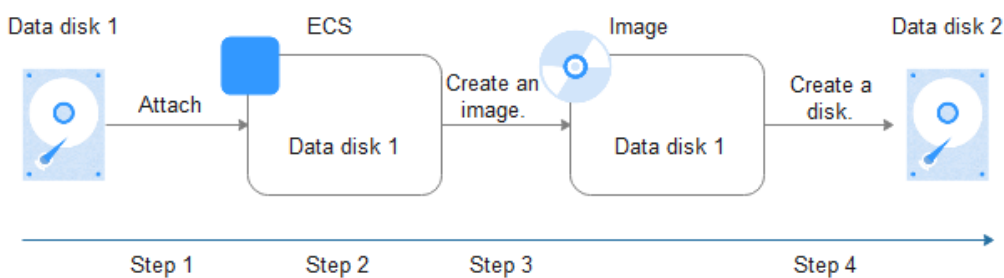 Data disk 1
ECS
Image
Data disk 2
Attach
Create an
image.
Create a
disk.
Data disk 1
Data disk 1
Step 1
Step 2
Step 3
Step 4